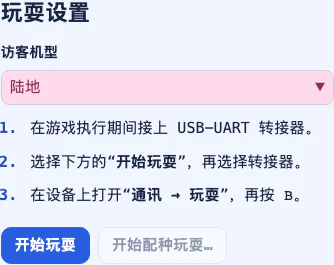 玩耍设置
访客机型
陆地
1. 在游戏执行期间接上 USB-UART 转接器。
2. 选择下方的“开始玩耍”，再选择转接器。
3. 在设备上打开“通讯 → 玩耍”，再按 B。
开始玩耍 开始配种玩耍…